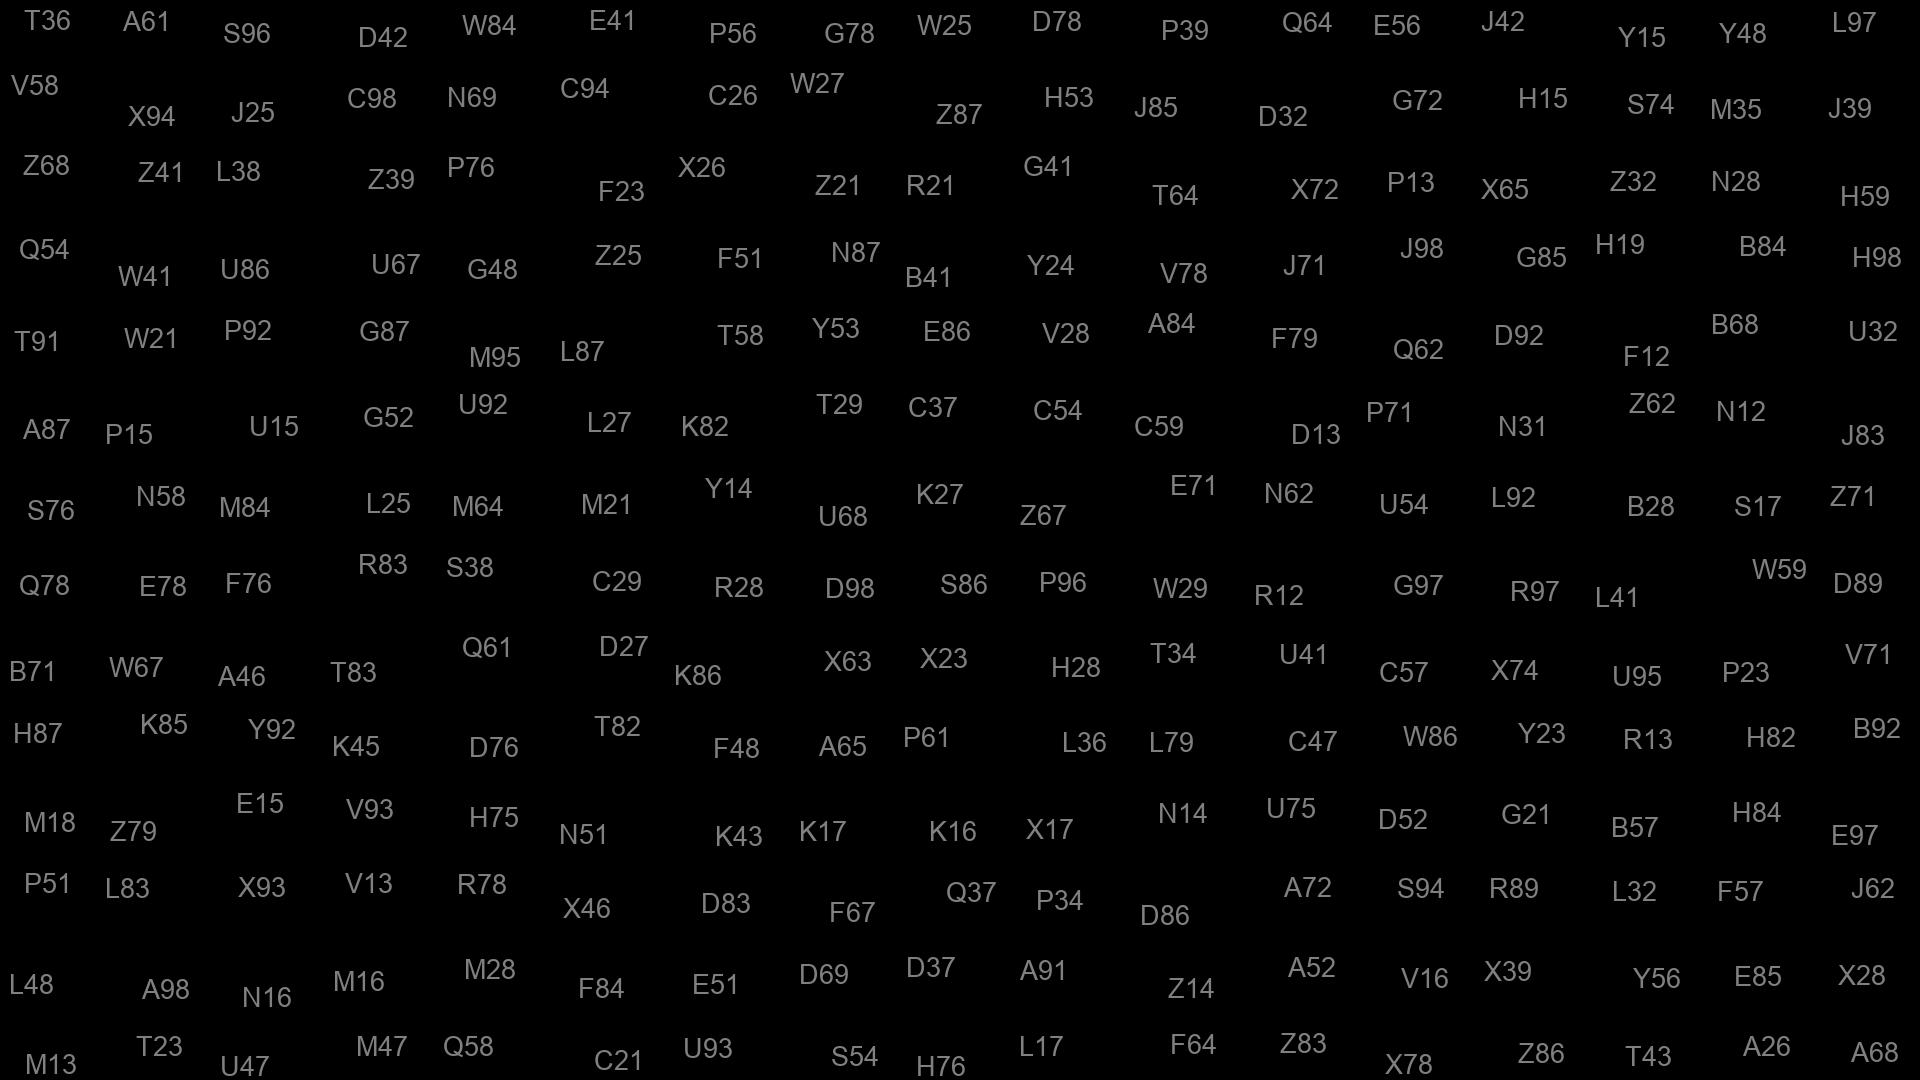 T36 A61 S96 D42 W84 E41 P56 G78 W25 D78 P39 Q64 E56 J42 Y15 Y48 L97
V58 X94 J25 C98 N69 C94 C26 W27 Z87 H53 J85 D32 G72 H15 S74 M35 J39
Z68 Z41 L38 Z39 P76 F23 X26 Z21 R21 G41 T64 X72 P13 X65 Z32 N28 H59
Q54 W41 U86 U67 G48 Z25 F51 N87 B41 Y24 V78 J71 J98 G85 H19 B84 H98
T91 W21 P92 G87 M95 L87 T58 Y53 E86 V28 A84 F79 Q62 D92 F12 B68 U32
A87 P15 U15 G52 U92 L27 K82 T29 C37 C54 C59 D13 P71 N31 Z62 N12 J83
S76 N58 M84 L25 M64 M21 Y14 U68 K27 Z67 E71 N62 U54 L92 B28 S17 Z71
Q78 E78 F76 R83 S38 C29 R28 D98 S86 P96 W29 R12 G97 R97 L41 W59 D89
B71 W67 A46 T83 Q61 D27 K86 X63 X23 H28 T34 U41 C57 X74 U95 P23 V71
H87 K85 Y92 K45 D76 T82 F48 A65 P61 L36 L79 C47 W86 Y23 R13 H82 B92
M18 Z79 E15 V93 H75 N51 K43 K17 K16 X17 N14 U75 D52 G21 B57 H84 E97
P51 L83 X93 V13 R78 X46 D83 F67 Q37 P34 D86 A72 S94 R89 L32 F57 J62
L48 A98 N16 M16 M28 F84 E51 D69 D37 A91 Z14 A52 V16 X39 Y56 E85 X28
M13 T23 U47 M47 Q58 C21 U93 S54 H76 L17 F64 Z83 X78 Z86 T43 A26 A68